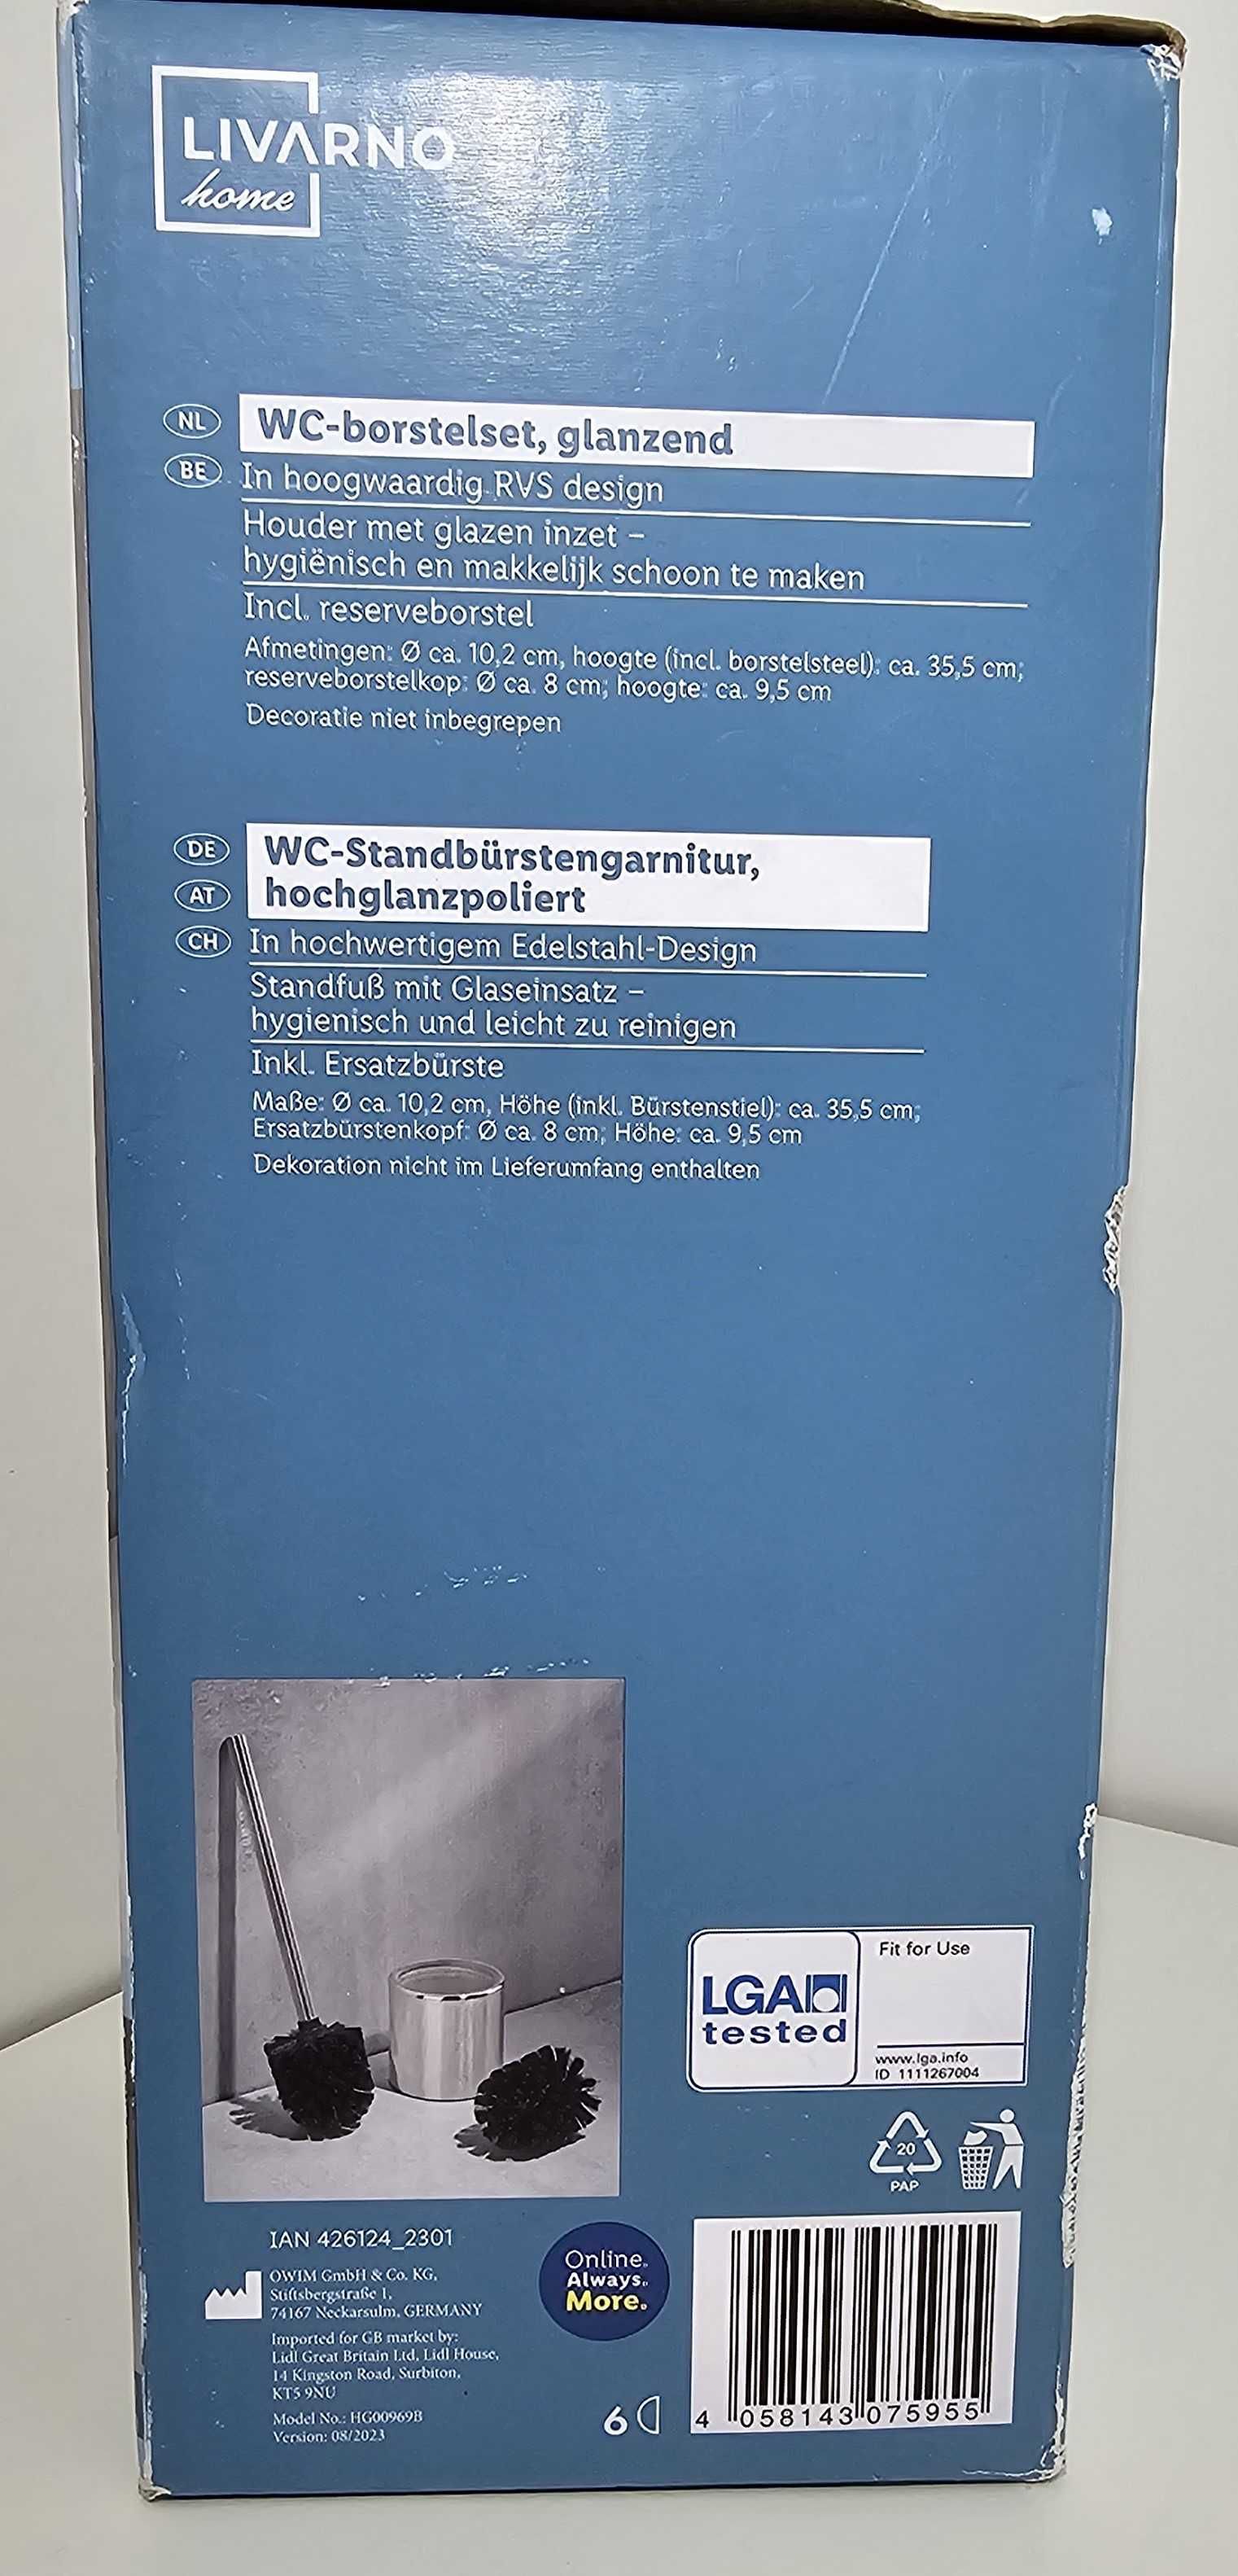 LIVARNO
home
NL
WC-borstelset, glanzend
BE
In hoogwaardig RVS design
Houder met glazen inzet –
hygiënisch en makkelijk schoon te maken
Incl. reserveborstel
Afmetingen: Ø ca. 10,2 cm, hoogte (incl. borstelsteel): ca. 35,5 cm;
reserveborstelkop: Ø ca. 8 cm; hoogte: ca. 9,5 cm
Decoratie niet inbegrepen
DE
WC-Standbürstengarnitur,
AT
hochglanzpoliert
CH
In hochwertigem Edelstahl-Design
Standfuß mit Glaseinsatz –
hygienisch und leicht zu reinigen
Inkl. Ersatzbürste
Maße: Ø ca. 10,2 cm, Höhe (inkl. Bürstenstiel): ca. 35,5 cm;
Ersatzbürstenkopf: Ø ca. 8 cm; Höhe: ca. 9,5 cm
Dekoration nicht im Lieferumfang enthalten
LGA
tested
Fit for Use
www.lga.info
ID 1111267004
20
PAP
IAN 426124_2301
OWIM GmbH & Co. KG,
Stiftsbergstraße 1,
74167 Neckarsulm, GERMANY
Imported for GB market by:
Lidl Great Britain Ltd, Lidl House,
14 Kingston Road, Surbiton,
KT5 9NU
Model No.: HG00969B
Version: 08/2023
Online.
Always.
More.
6
4 058143 075955